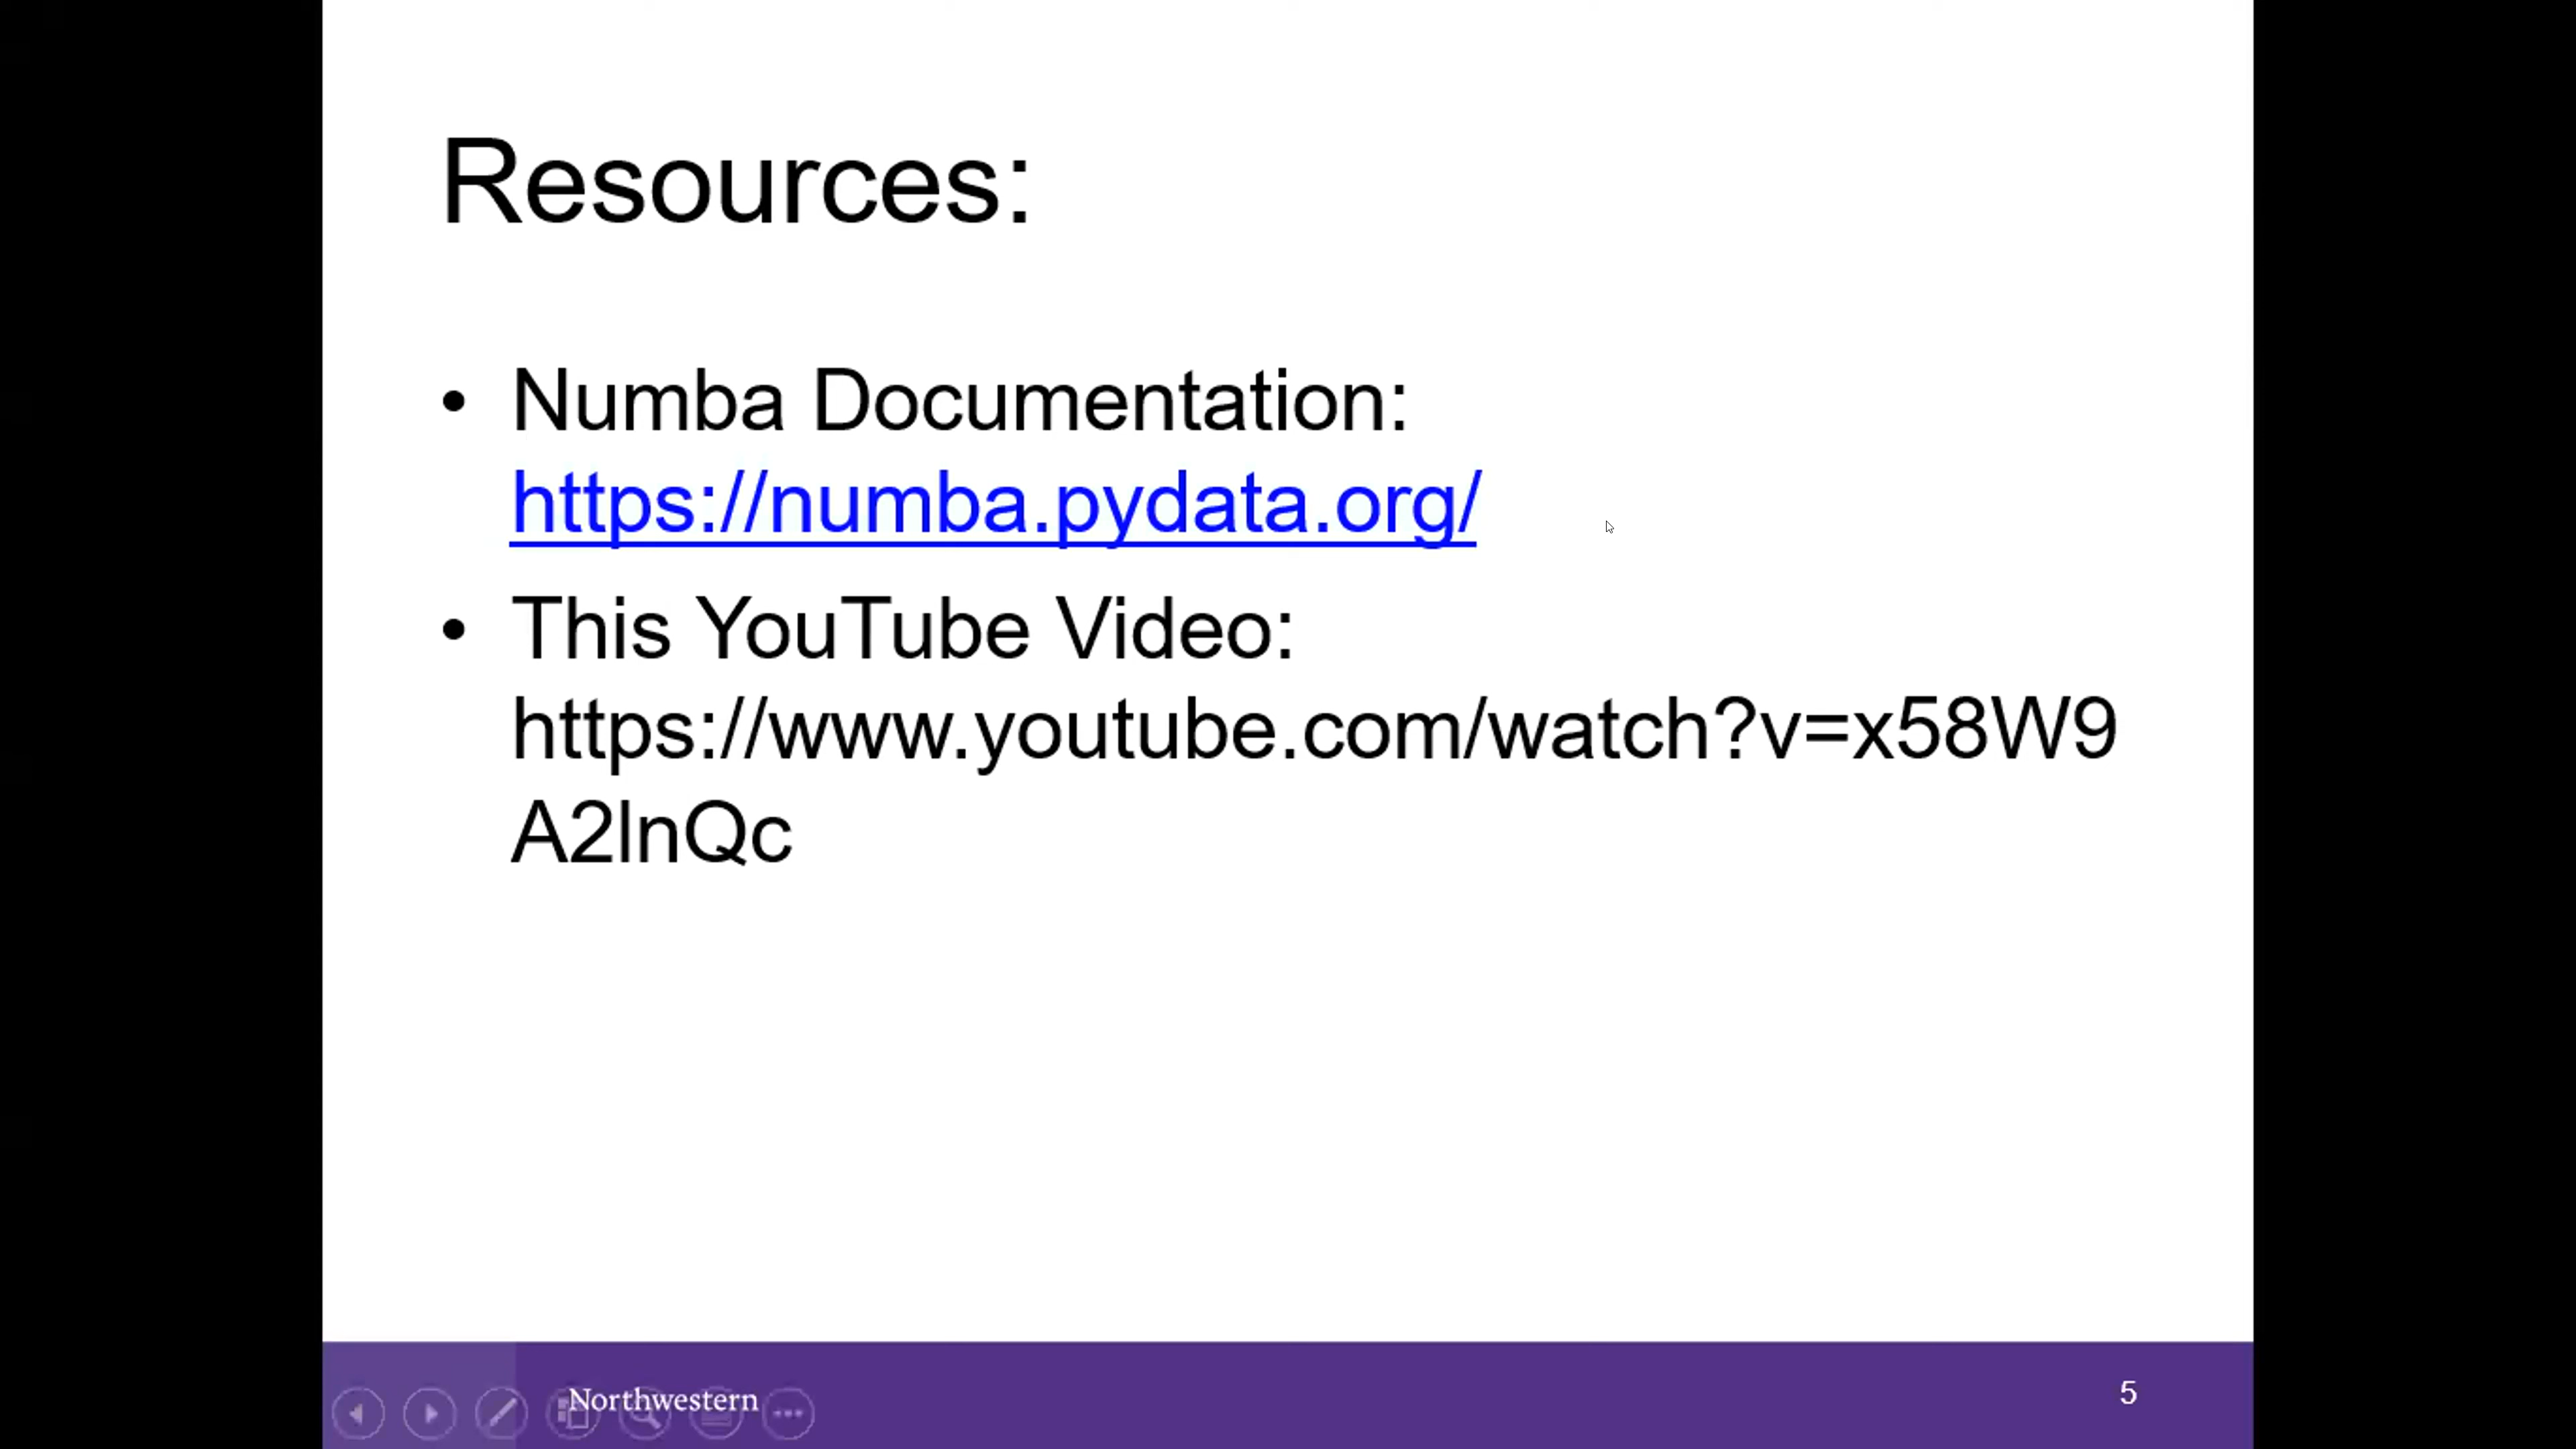 Resources:
• Numba Documentation:
https://numba.pydata.org/
• This YouTube Video:
https://www.youtube.com/watch?v=x58W9
A2lnQc
Northwestern
5